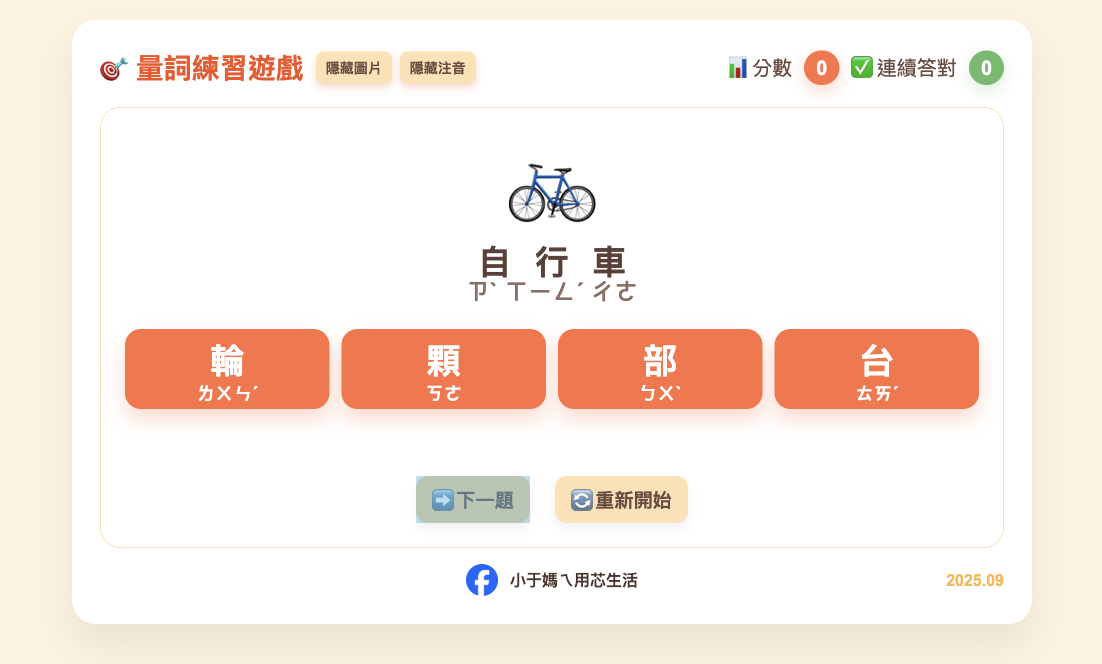 量詞練習遊戲 隱藏圖片 隱藏注音 分數 0 連續答對 0
自行車
ㄗˋ ㄒㄧㄥˊ ㄔㄜ
輪 顆 部 台
ㄌㄨㄣˊ ㄎㄜ ㄅㄨˋ ㄊㄞˊ
下一題 重新開始
小于媽ㄟ用芯生活 2025.09